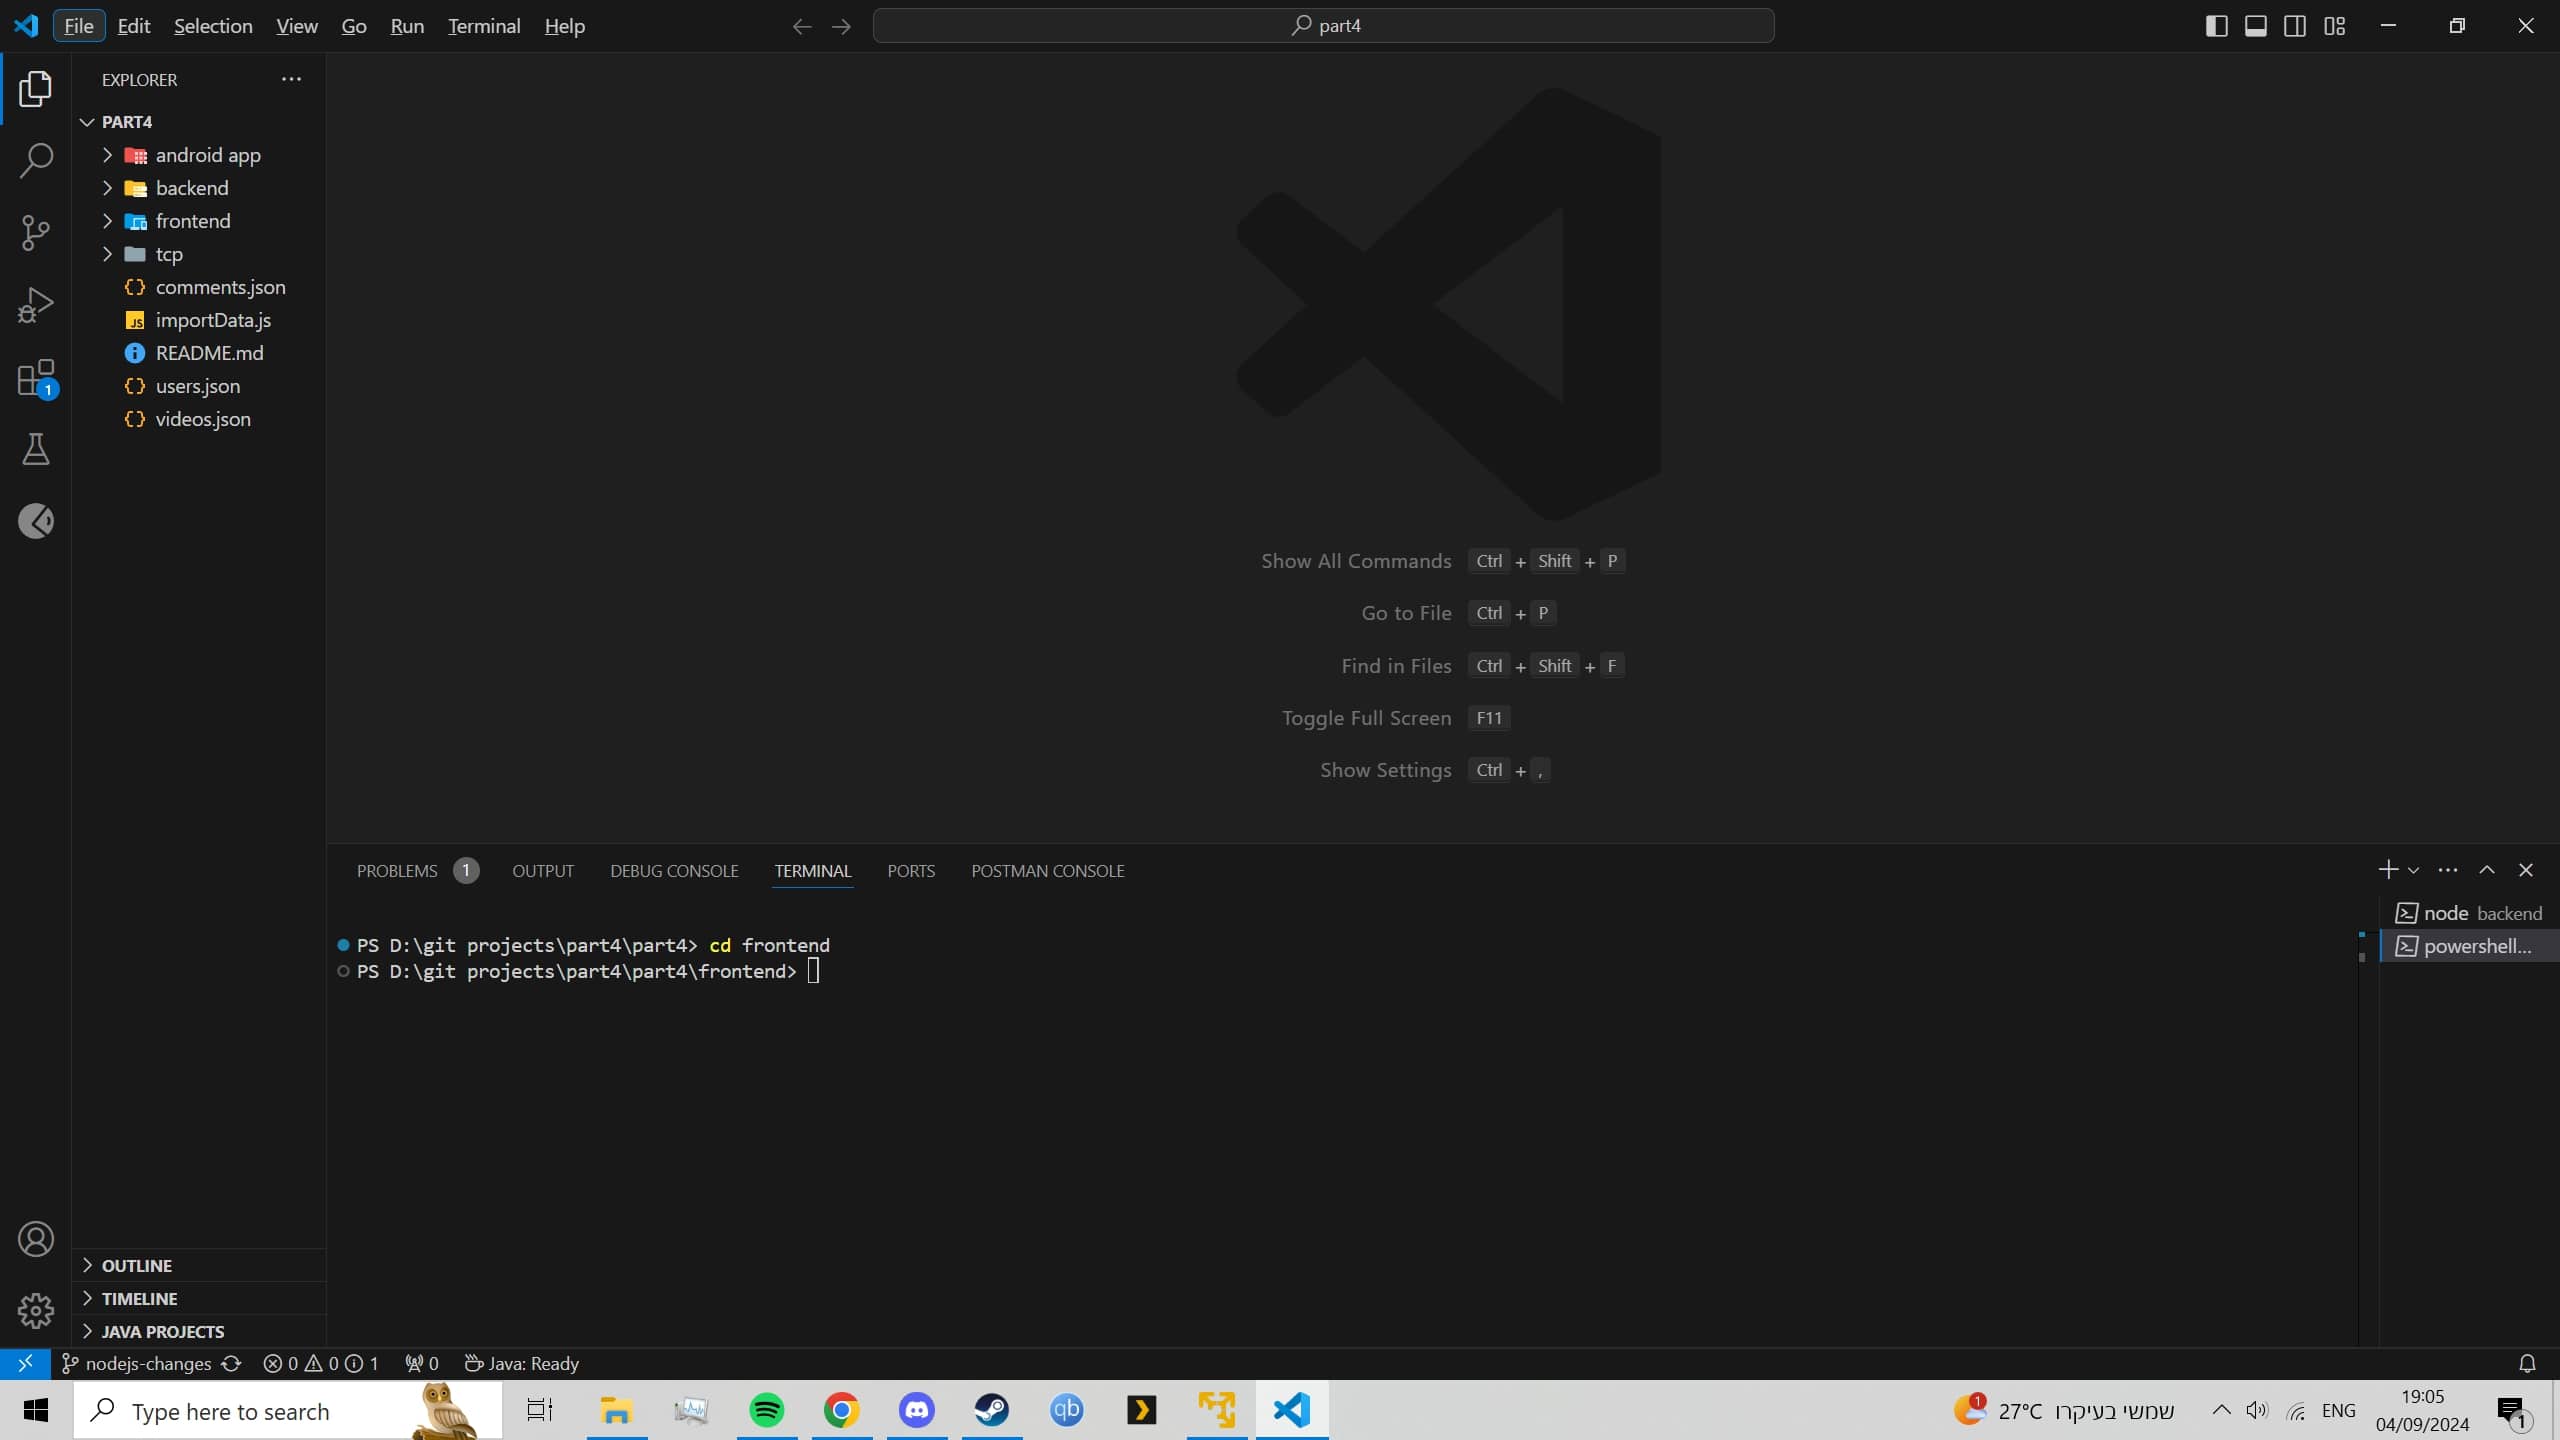 File Edit Selection View Go Run Terminal Help
part4
EXPLORER
PART4
android app
backend
frontend
tcp
comments.json
importData.js
README.md
users.json
videos.json
1
OUTLINE
TIMELINE
JAVA PROJECTS
Show All Commands Ctrl + Shift + P
Go to File Ctrl + P
Find in Files Ctrl + Shift + F
Toggle Full Screen F11
Show Settings Ctrl + ,
PROBLEMS 1 OUTPUT DEBUG CONSOLE TERMINAL PORTS POSTMAN CONSOLE
PS D:\git projects\part4\part4> cd frontend
PS D:\git projects\part4\part4\frontend>
node backend
powershell...
nodejs-changes 0 0 1 0 Java: Ready
Type here to search
qb
1
27°C שמשי בעיקרו
ENG
19:05
04/09/2024
1